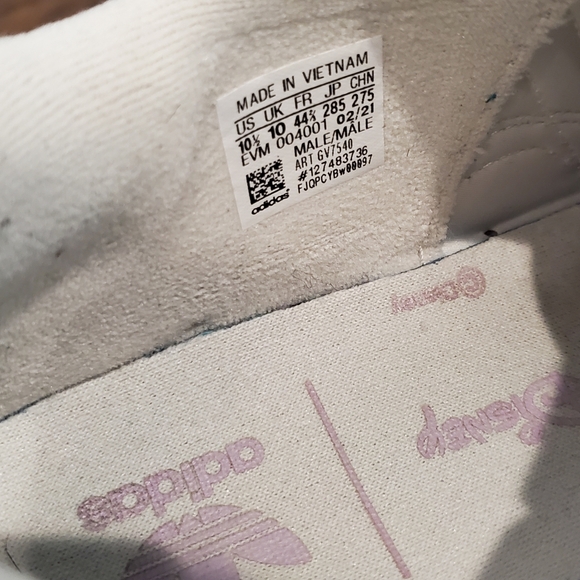 MADE IN VIETNAM
US UK FR JP CHN
10½ 10 44⅔ 285 275
EVM 004001 02/21
MALE/MÂLE
ART GV7540
#127483736
FJQPCYBW00097
adidas
©Disney
Disney
adidas